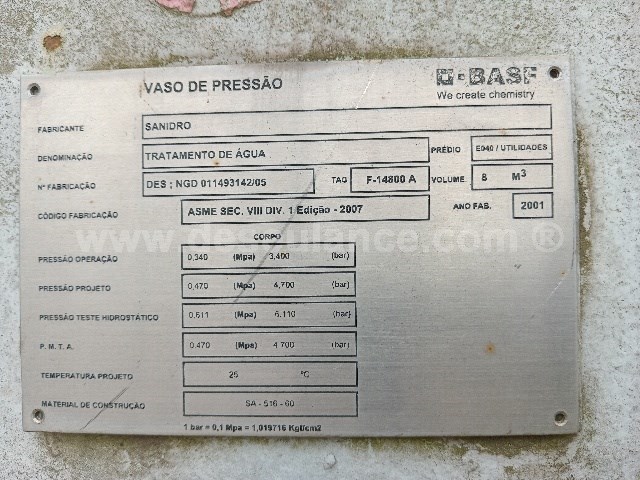 VASO DE PRESSÃO
BASF
We create chemistry
FABRICANTE SANIDRO
DENOMINAÇÃO TRATAMENTO DE ÁGUA PRÉDIO E040 / UTILIDADES
Nº FABRICAÇÃO DES ; NGD 011493142/05 TAG F-14800 A VOLUME 8 M3
CÓDIGO FABRICAÇÃO ASME SEC. VIII DIV. 1 Edição - 2007 ANO FAB. 2001
CORPO
PRESSÃO OPERAÇÃO 0,340 (Mpa) 3,400 (bar)
PRESSÃO PROJETO 0,470 (Mpa) 4,700 (bar)
PRESSÃO TESTE HIDROSTÁTICO 0.611 (Mpa) 6.110 (bar)
P. M. T. A. 0.470 (Mpa) 4 700 (bar)
TEMPERATURA PROJETO 25 ºC
MATERIAL DE CONSTRUÇÃO SA - 516 - 60
1 bar = 0,1 Mpa = 1,019716 Kgf/cm2